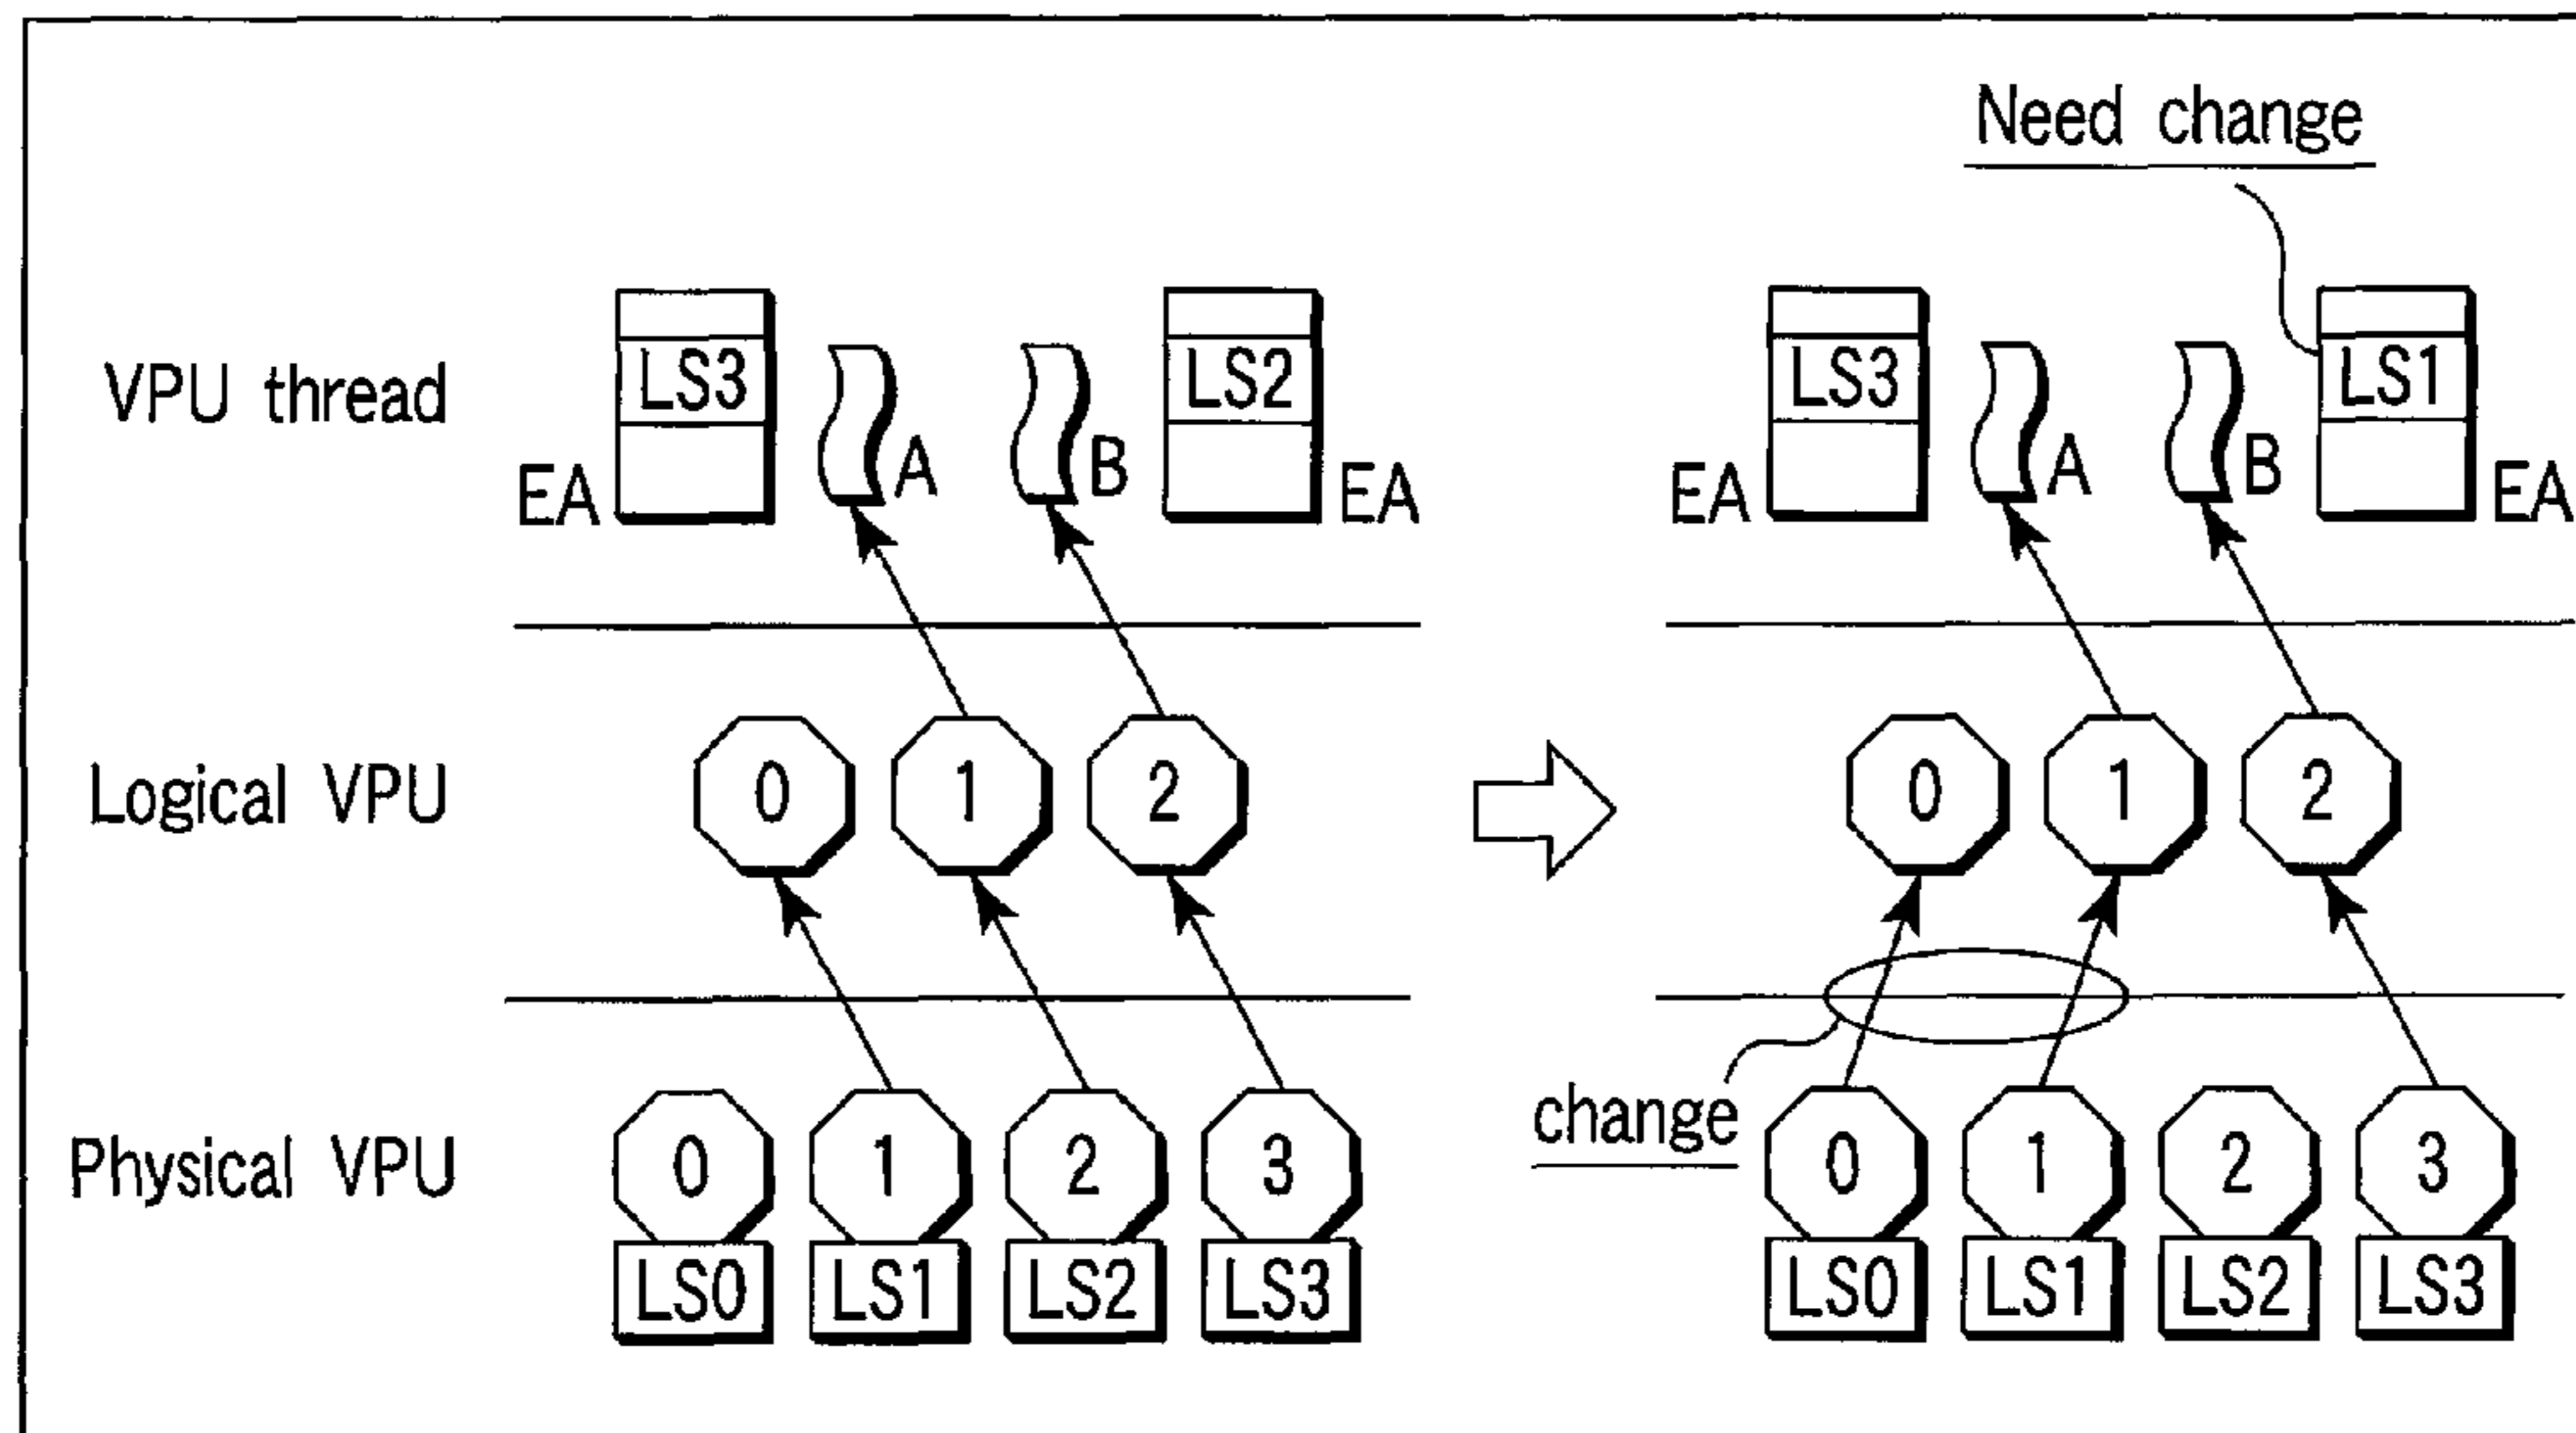 Need change
VPU thread
LS3
A
B
LS2
EA
EA
LS3
A
B
LS1
EA
EA
Logical VPU
0
1
2
0
1
2
change
Physical VPU
0
1
2
3
LS0
LS1
LS2
LS3
0
1
2
3
LS0
LS1
LS2
LS3